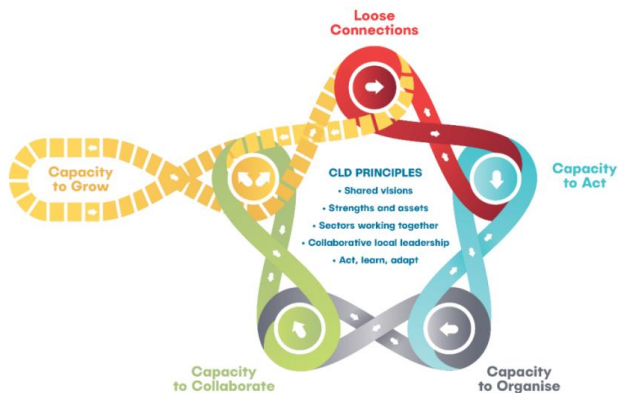 Loose
Connections
Capacity
to Grow
CLD PRINCIPLES
• Shared visions
• Strengths and assets
• Sectors working together
• Collaborative local leadership
• Act, learn, adapt
Capacity
to Act
Capacity
to Collaborate
Capacity
to Organise